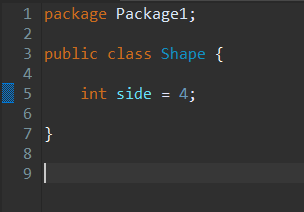 1 package Package1;
2
3 public class Shape {
4
5     int side = 4;
6
7 }
8
9